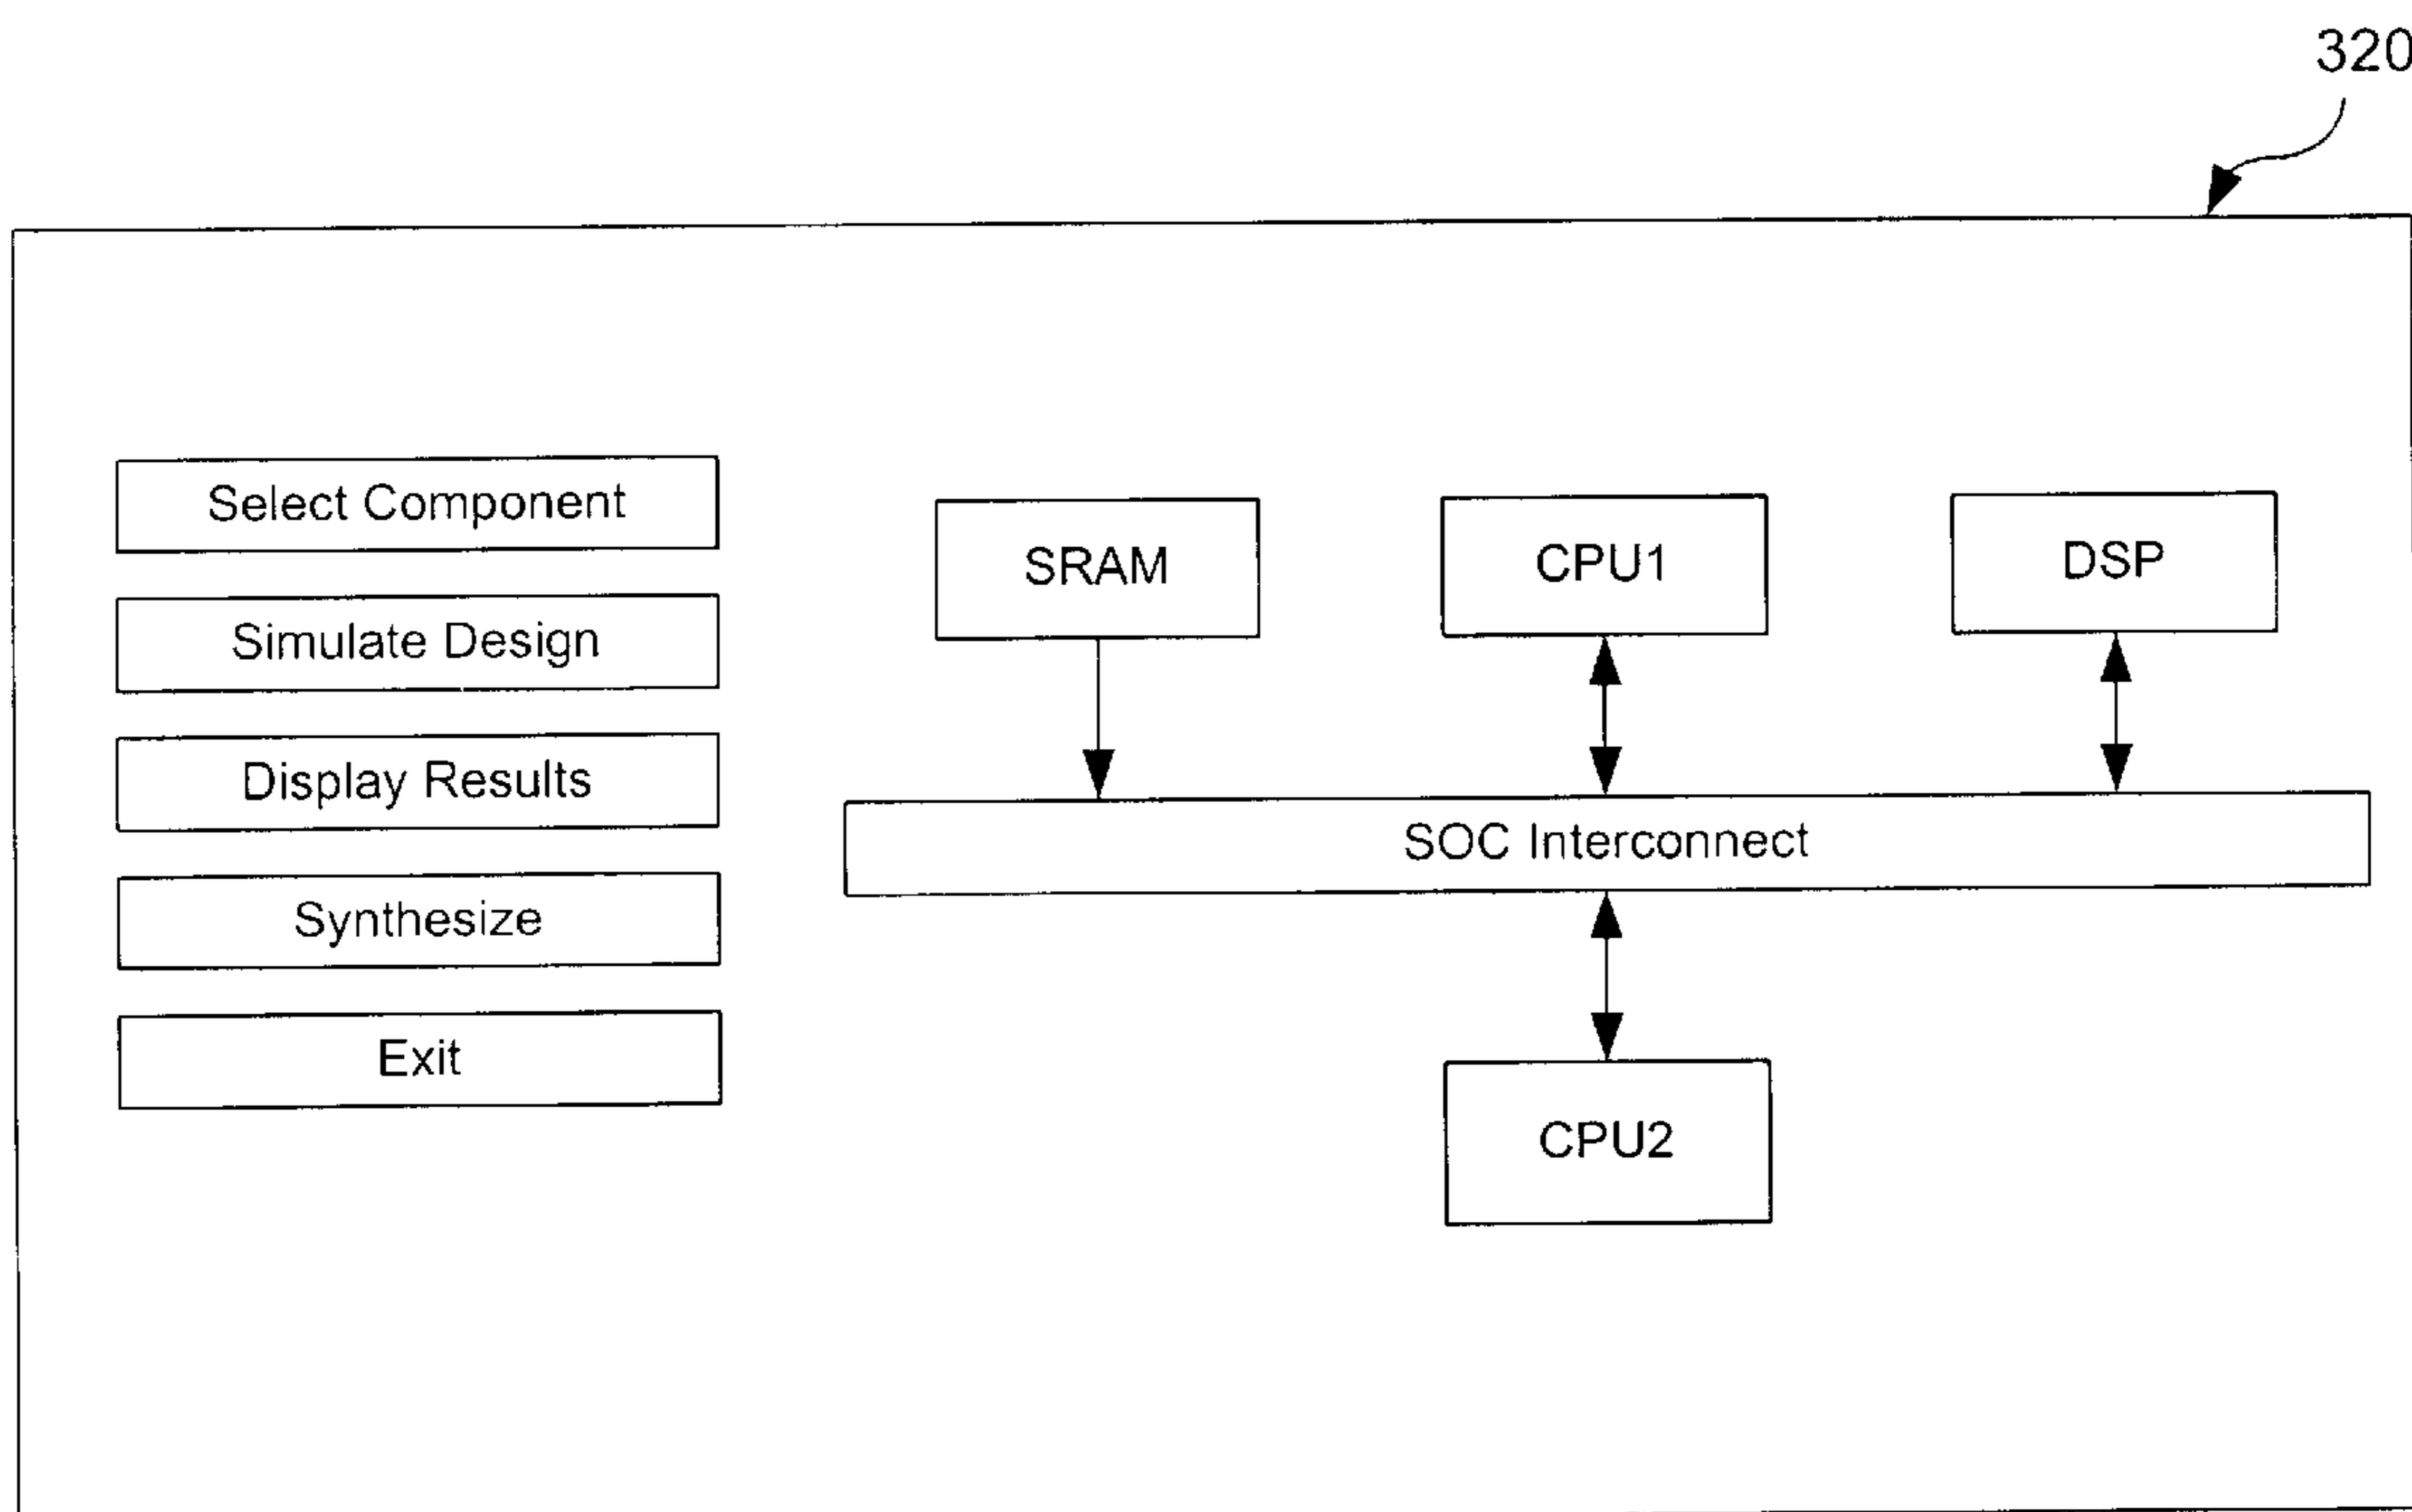 320
Select Component
Simulate Design
Display Results
Synthesize
Exit
SRAM
CPU1
DSP
SOC Interconnect
CPU2